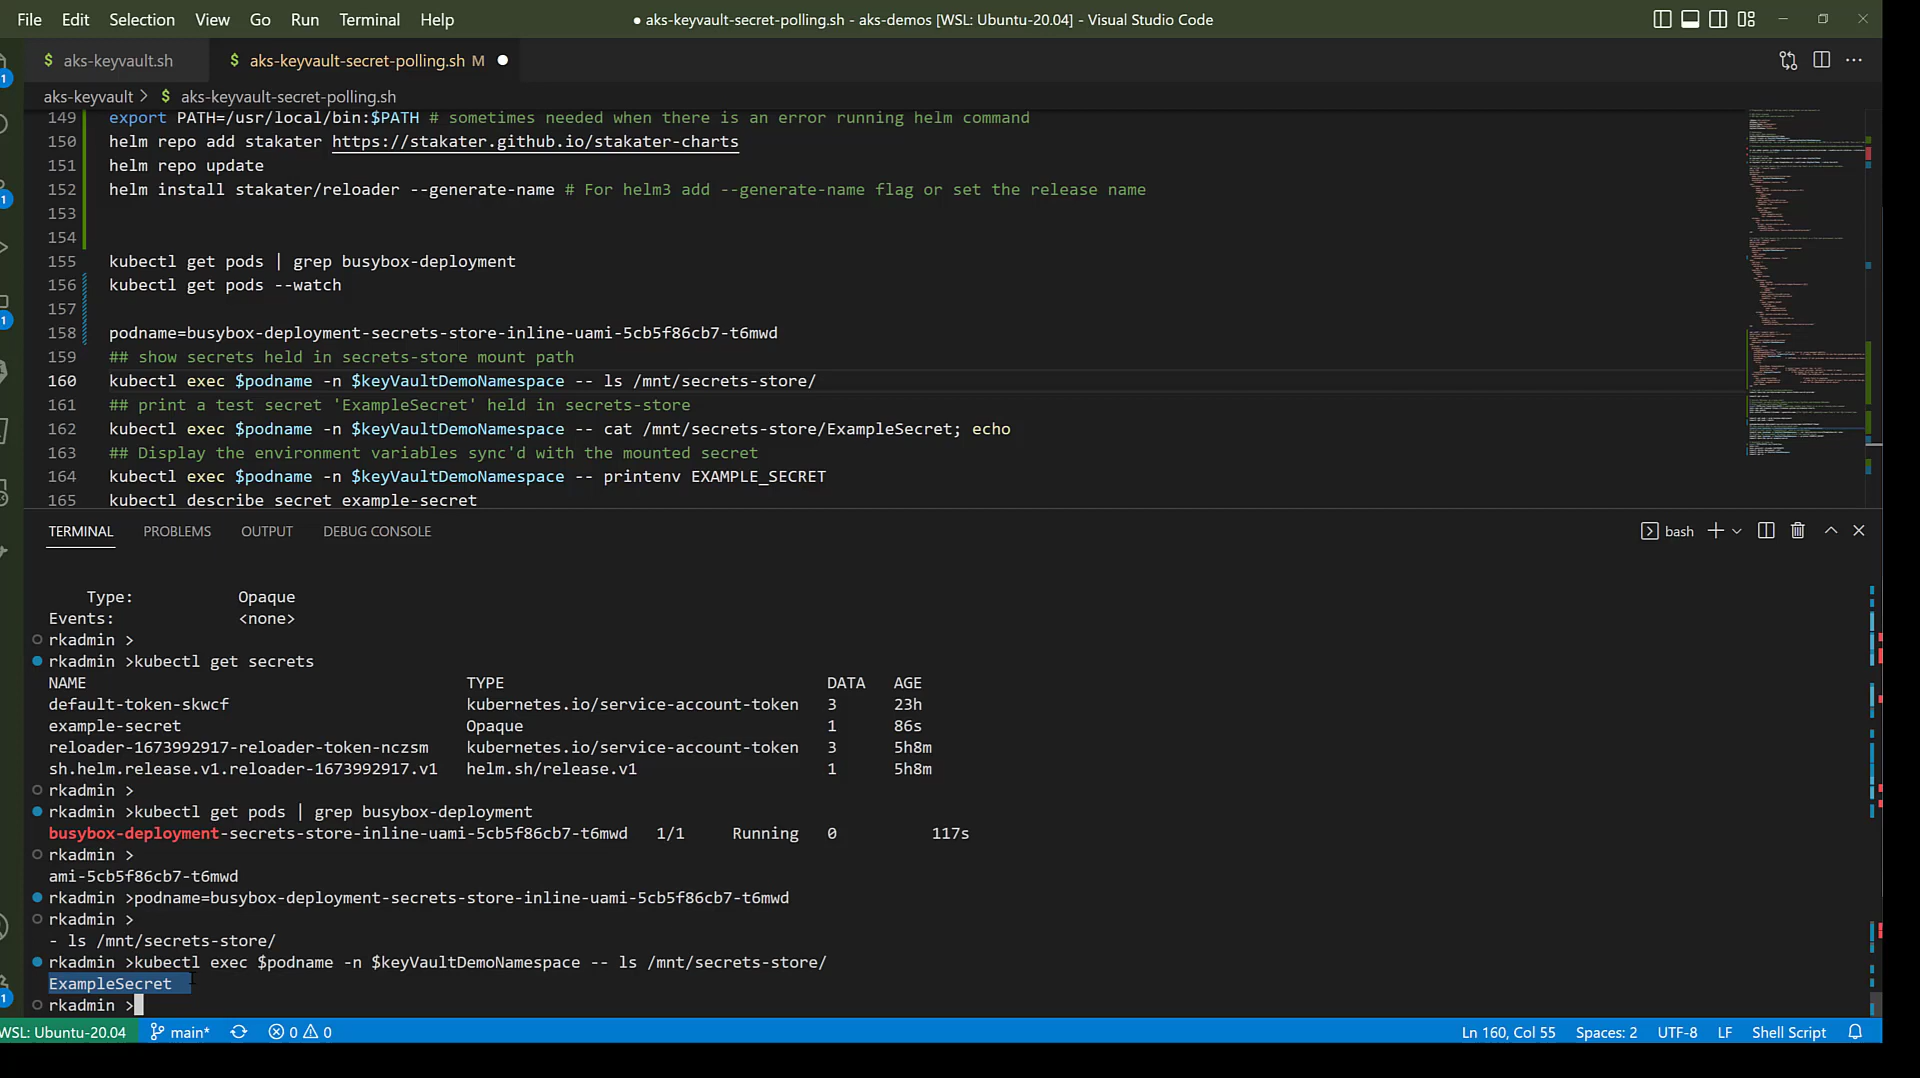 File Edit Selection View Go Run Terminal Help
● aks-keyvault-secret-polling.sh - aks-demos [WSL: Ubuntu-20.04] - Visual Studio Code
$ aks-keyvault.sh
$ aks-keyvault-secret-polling.sh M
aks-keyvault > $ aks-keyvault-secret-polling.sh
149 export PATH=/usr/local/bin:$PATH # sometimes needed when there is an error running helm command
150 helm repo add stakater https://stakater.github.io/stakater-charts
151 helm repo update
152 helm install stakater/reloader --generate-name # For helm3 add --generate-name flag or set the release name
153
154
155 kubectl get pods | grep busybox-deployment
156 kubectl get pods --watch
157
158 podname=busybox-deployment-secrets-store-inline-uami-5cb5f86cb7-t6mwd
159 ## show secrets held in secrets-store mount path
160 kubectl exec $podname -n $keyVaultDemoNamespace -- ls /mnt/secrets-store/
161 ## print a test secret 'ExampleSecret' held in secrets-store
162 kubectl exec $podname -n $keyVaultDemoNamespace -- cat /mnt/secrets-store/ExampleSecret; echo
163 ## Display the environment variables sync'd with the mounted secret
164 kubectl exec $podname -n $keyVaultDemoNamespace -- printenv EXAMPLE_SECRET
165 kubectl describe secret example-secret
TERMINAL PROBLEMS OUTPUT DEBUG CONSOLE
bash
Type: Opaque
Events: <none>
rkadmin >
rkadmin >kubectl get secrets
NAME TYPE DATA AGE
default-token-skwcf kubernetes.io/service-account-token 3 23h
example-secret Opaque 1 86s
reloader-1673992917-reloader-token-nczsm kubernetes.io/service-account-token 3 5h8m
sh.helm.release.v1.reloader-1673992917.v1 helm.sh/release.v1 1 5h8m
rkadmin >
rkadmin >kubectl get pods | grep busybox-deployment
busybox-deployment-secrets-store-inline-uami-5cb5f86cb7-t6mwd 1/1 Running 0 117s
rkadmin >
ami-5cb5f86cb7-t6mwd
rkadmin >podname=busybox-deployment-secrets-store-inline-uami-5cb5f86cb7-t6mwd
rkadmin >
- ls /mnt/secrets-store/
rkadmin >kubectl exec $podname -n $keyVaultDemoNamespace -- ls /mnt/secrets-store/
ExampleSecret
rkadmin >
WSL: Ubuntu-20.04 main* 0 0 Ln 160, Col 55 Spaces: 2 UTF-8 LF Shell Script
1
1
1
1